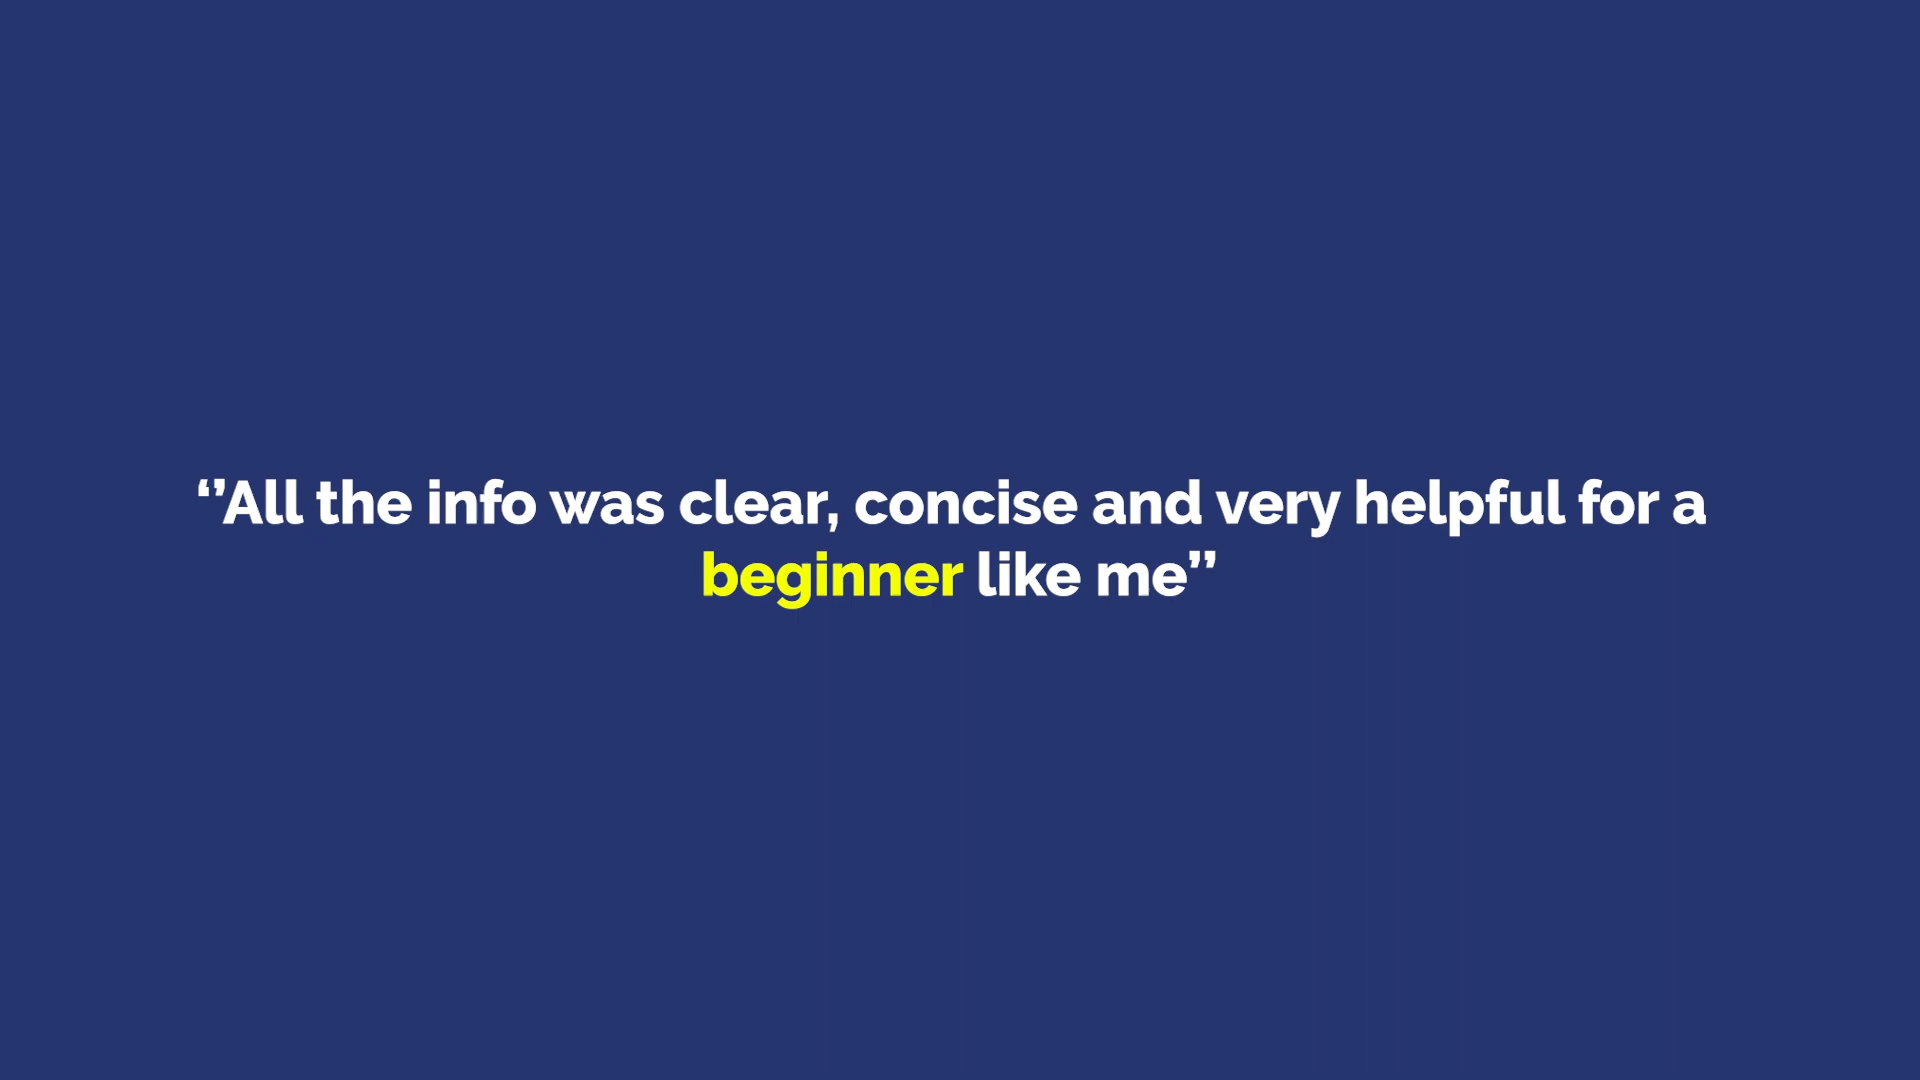 ‘’All the info was clear, concise and very helpful for a
beginner like me’’